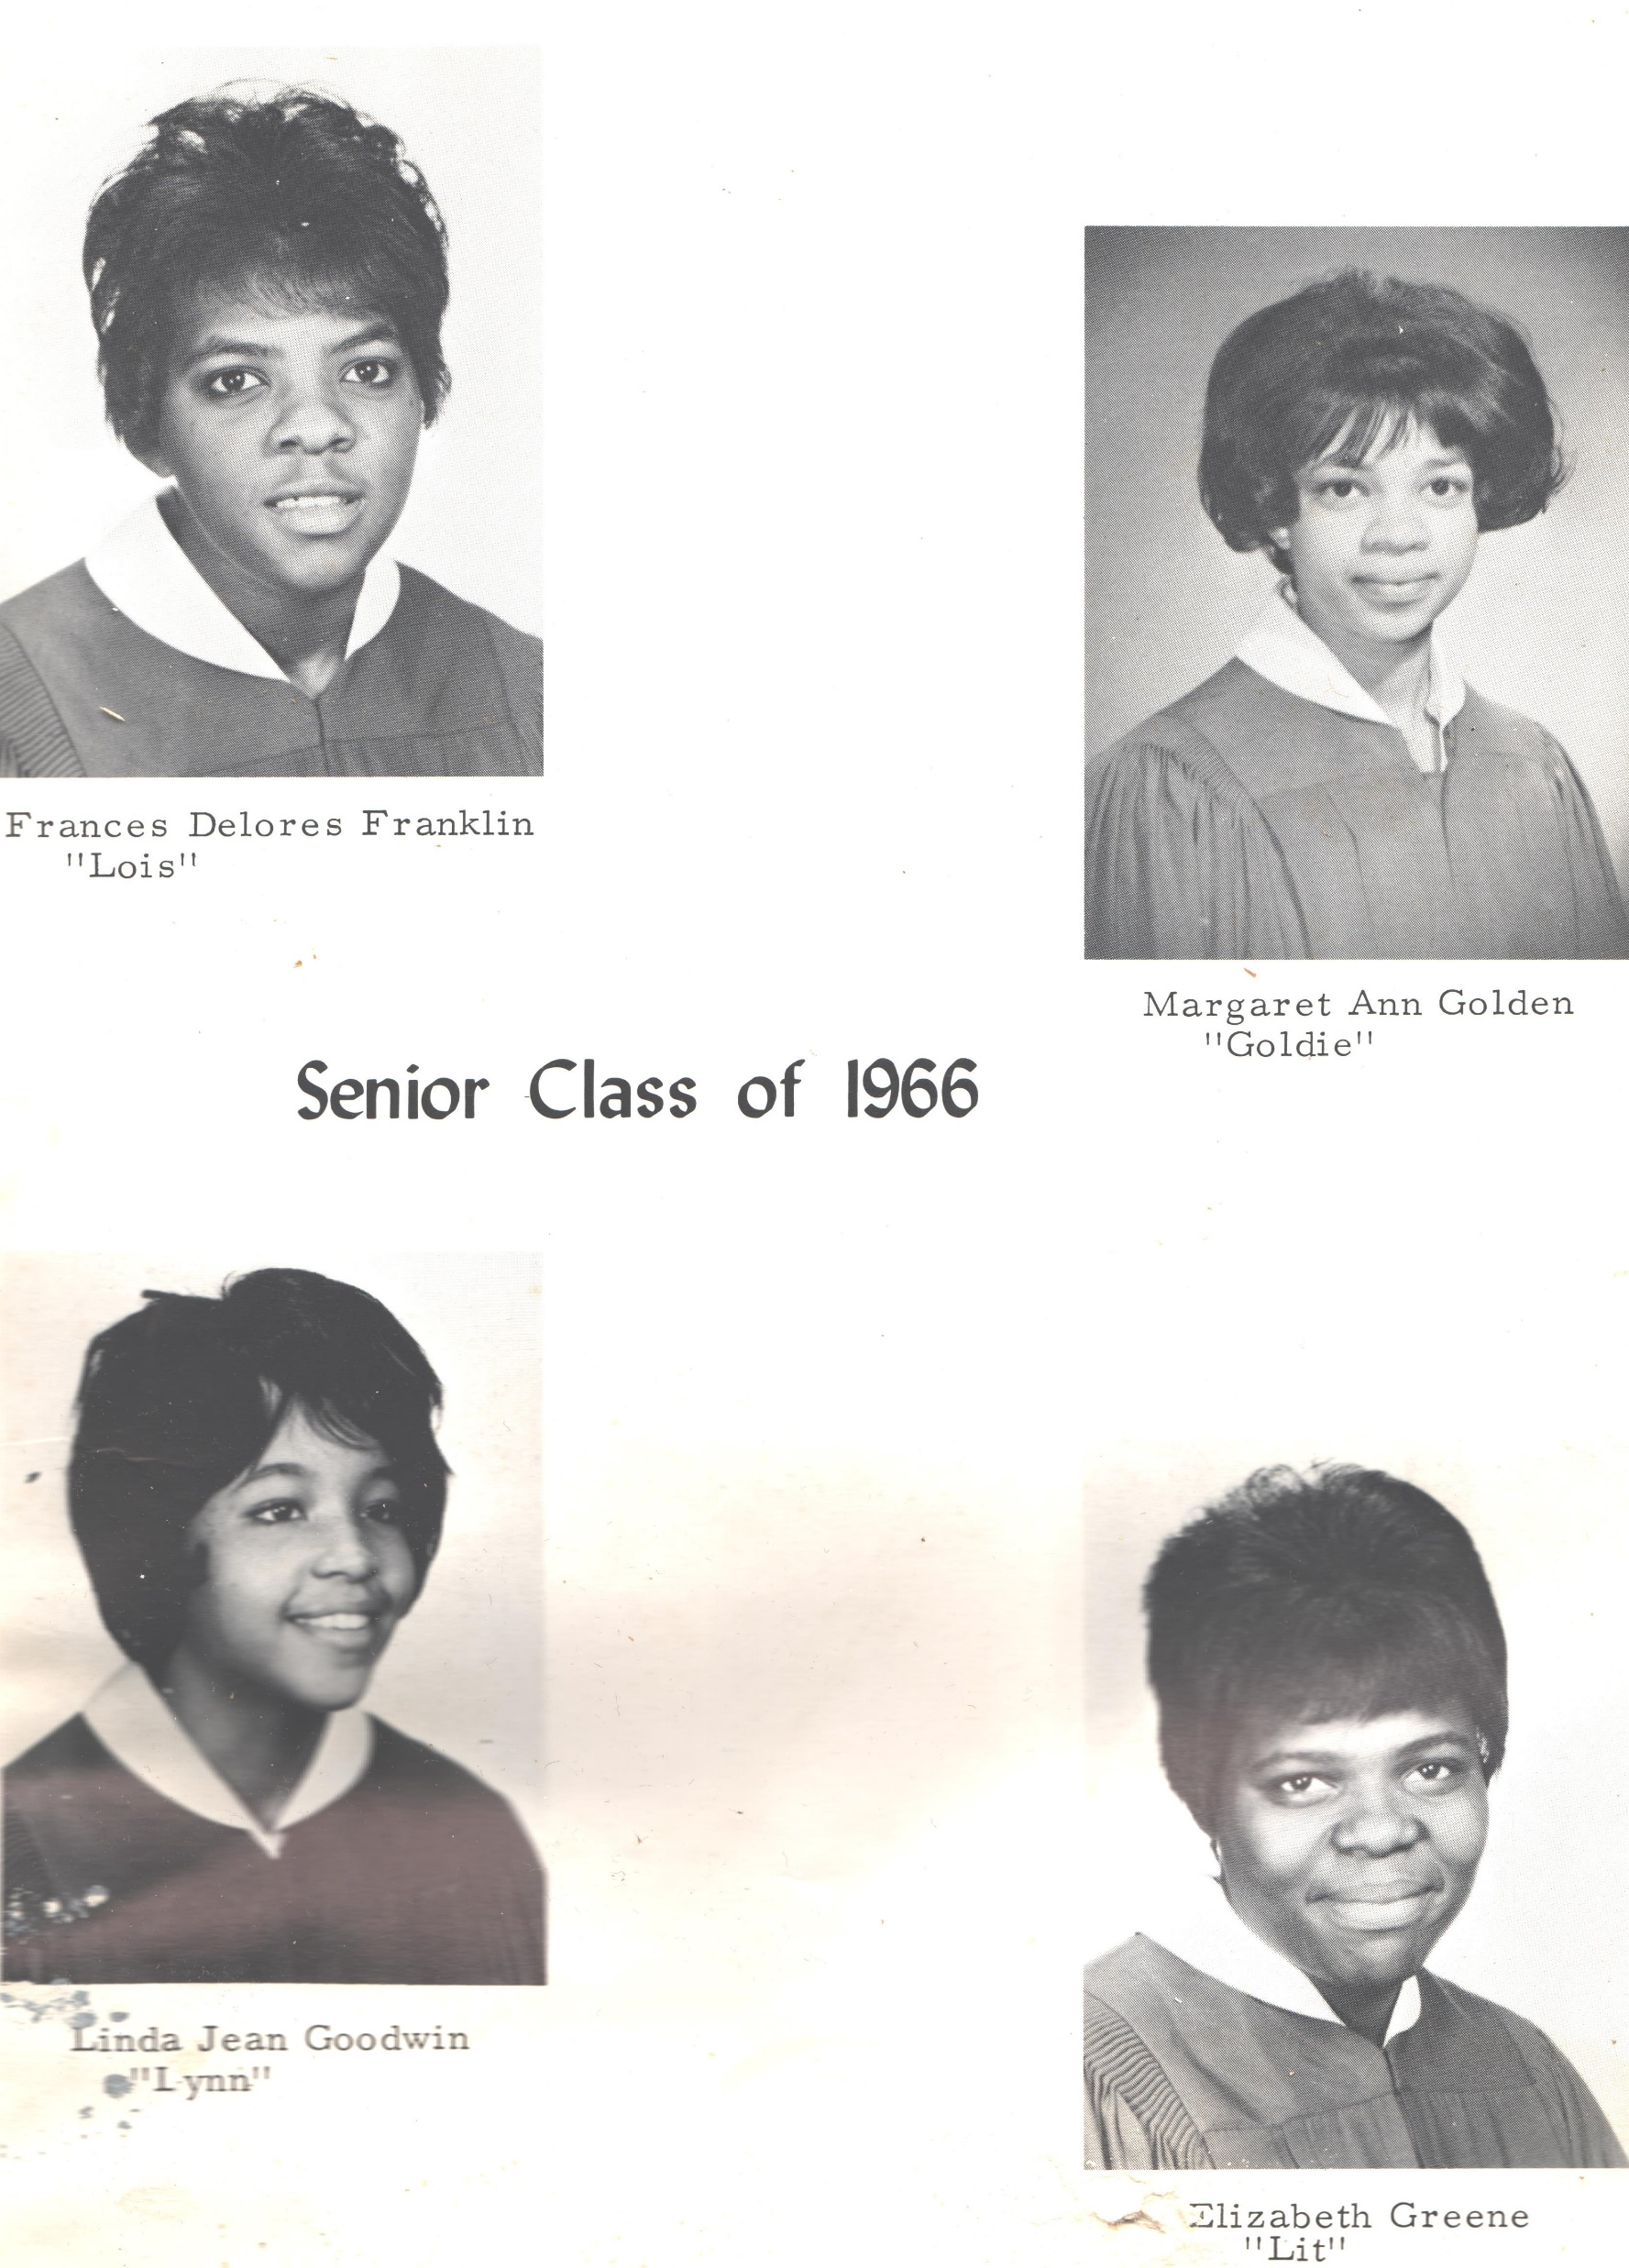 Frances Delores Franklin
"Lois"
Margaret Ann Golden
"Goldie"
Senior Class of 1966
Linda Jean Goodwin
"Lynn"
Elizabeth Greene
"Lit"